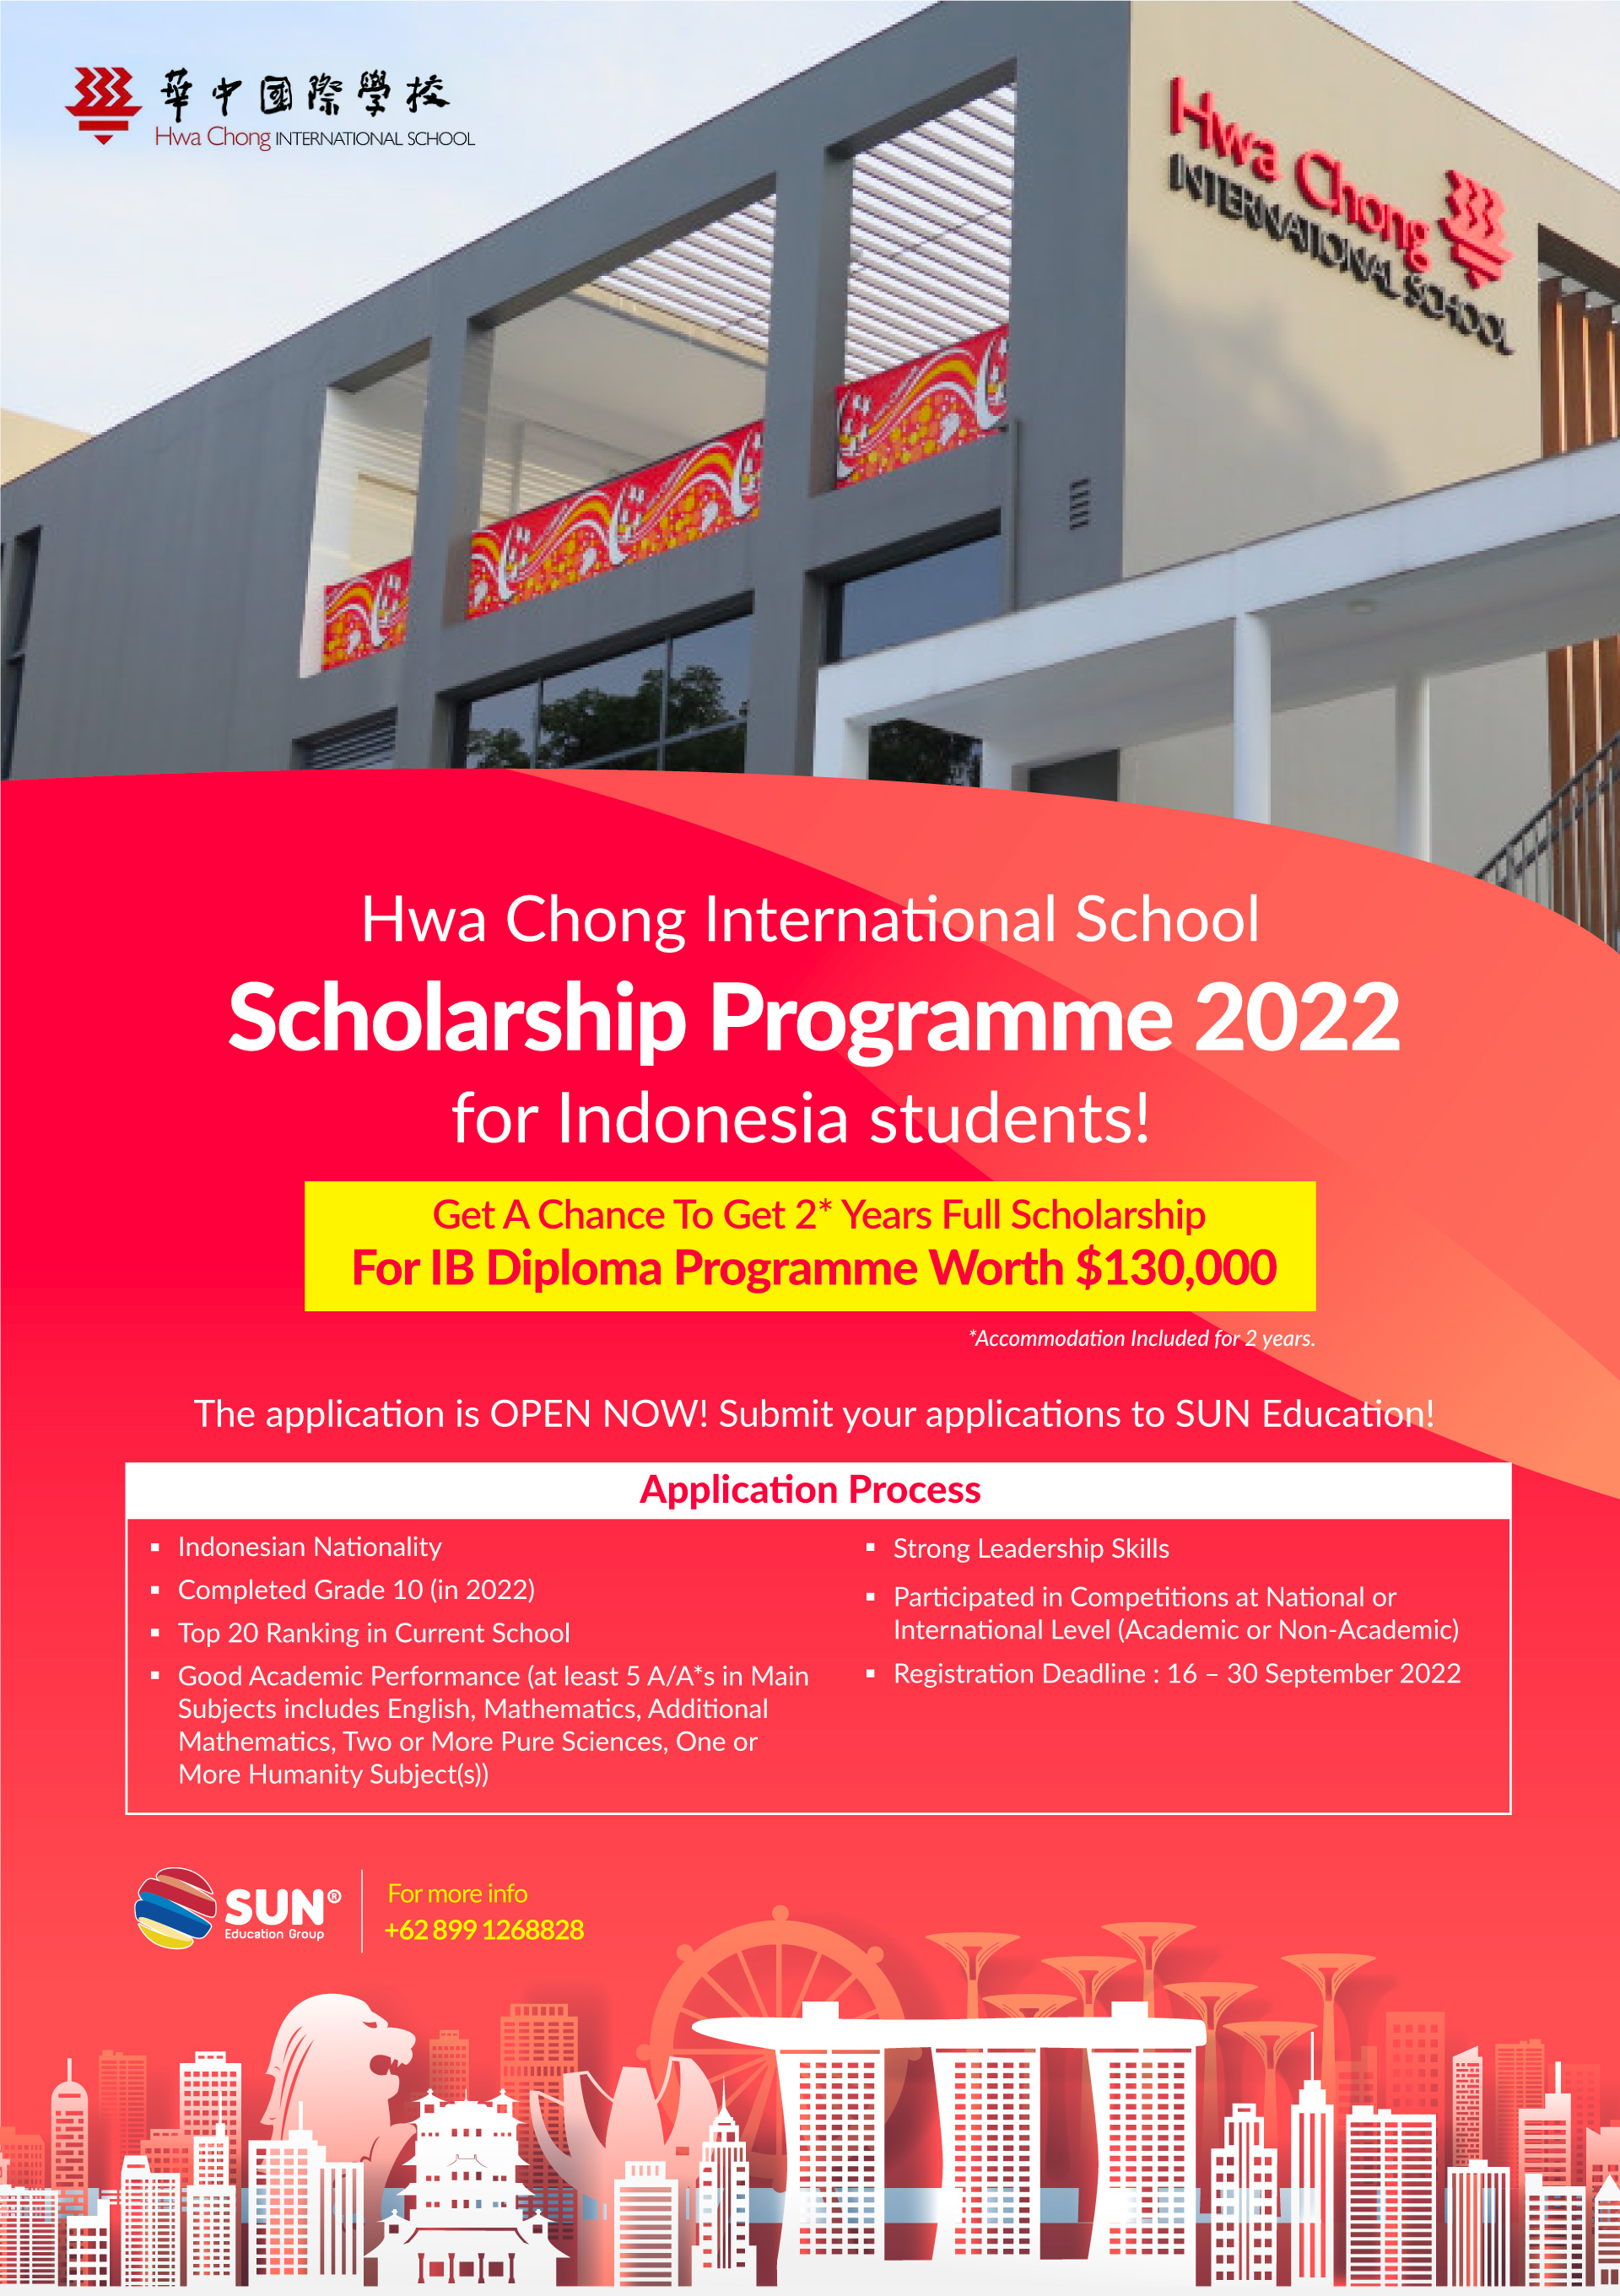 華中國際學校
Hwa Chong INTERNATIONAL SCHOOL
Hwa Chong
INTERNATIONAL SCHOOL
Hwa Chong International School
Scholarship Programme 2022
for Indonesia students!
Get A Chance To Get 2* Years Full Scholarship
For IB Diploma Programme Worth $130,000
*Accommodation Included for 2 years.
The application is OPEN NOW! Submit your applications to SUN Education!
Application Process
▪ Indonesian Nationality
▪ Completed Grade 10 (in 2022)
▪ Top 20 Ranking in Current School
▪ Good Academic Performance (at least 5 A/A*s in Main
Subjects includes English, Mathematics, Additional
Mathematics, Two or More Pure Sciences, One or
More Humanity Subject(s))
▪ Strong Leadership Skills
▪ Participated in Competitions at National or
International Level (Academic or Non-Academic)
▪ Registration Deadline : 16 – 30 September 2022
SUN®
Education Group
For more info
+62 899 1268828